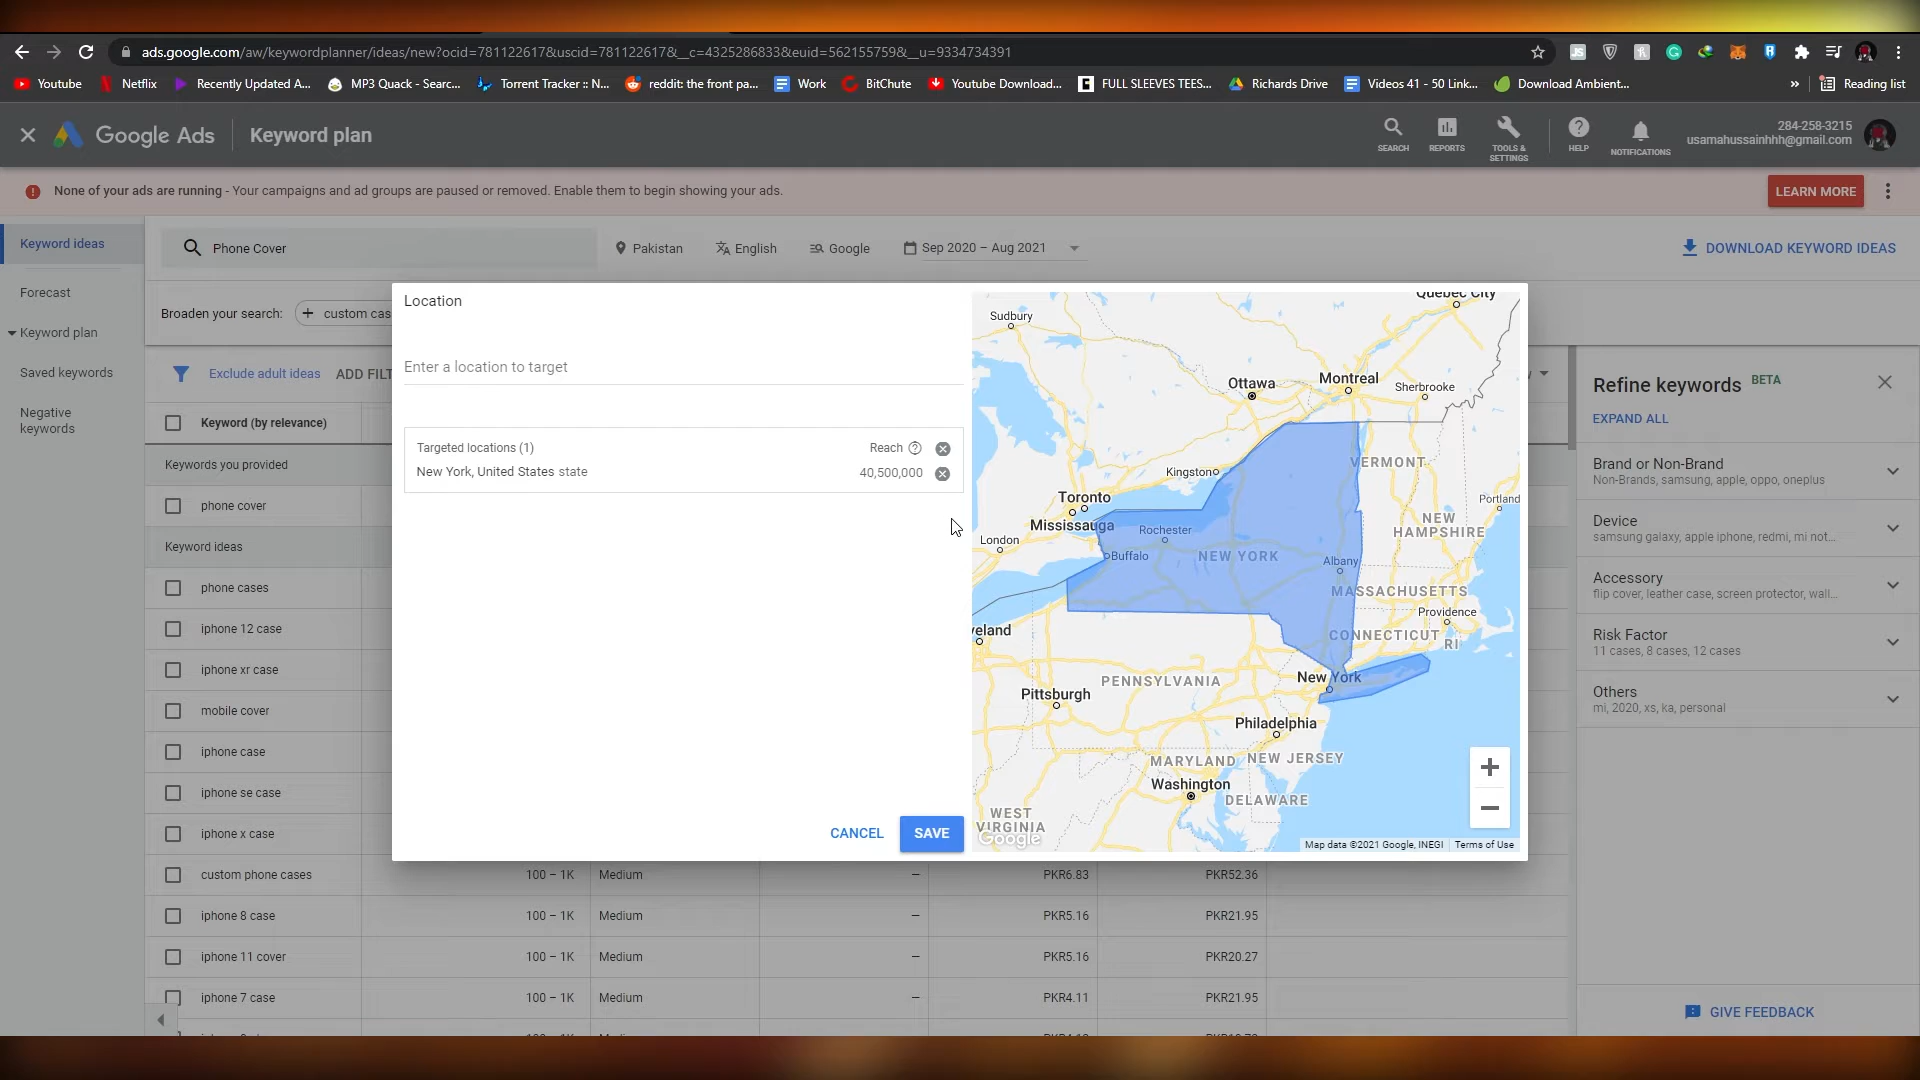 ads.google.com/aw/keywordplanner/ideas/new?ocid=781122617&uscid=781122617&__c=4325286833&euid=562155759&__u=9334734391
Youtube
Netflix
Recently Updated A...
MP3 Quack - Searc...
Torrent Tracker :: N...
reddit: the front pa...
Work
BitChute
Youtube Download...
FULL SLEEVES TEES...
Richards Drive
Videos 41 - 50 Link...
Download Ambient...
»
Reading list
Google Ads
Keyword plan
SEARCH
REPORTS
TOOLS &
SETTINGS
HELP
NOTIFICATIONS
284-258-3215
usamahussainhhh@gmail.com
None of your ads are running - Your campaigns and ad groups are paused or removed. Enable them to begin showing your ads.
LEARN MORE
Keyword ideas
Forecast
Keyword plan
Saved keywords
Negative
keywords
Phone Cover
Pakistan
English
Google
Sep 2020 – Aug 2021
DOWNLOAD KEYWORD IDEAS
Broaden your search:
+ custom cas
Exclude adult ideas
ADD FILT
Keyword (by relevance)
Keywords you provided
phone cover
Keyword ideas
phone cases
iphone 12 case
iphone xr case
mobile cover
iphone case
iphone se case
iphone x case
custom phone cases 100 – 1K Medium – PKR6.83 PKR52.36
iphone 8 case 100 – 1K Medium – PKR5.16 PKR21.95
iphone 11 cover 100 – 1K Medium – PKR5.16 PKR20.27
iphone 7 case 100 – 1K Medium – PKR4.11 PKR21.95
Location
Enter a location to target
Targeted locations (1)
Reach
New York, United States state
40,500,000
CANCEL
SAVE
Quebec City
Sudbury
Ottawa
Montreal
Sherbrooke
Kingston
VERMONT
Toronto
Mississauga
Portland
London
Rochester
NEW
HAMPSHIRE
Buffalo
NEW YORK
Albany
MASSACHUSETTS
Providence
veland
CONNECTICUT
RI
New York
PENNSYLVANIA
Pittsburgh
Philadelphia
MARYLAND
NEW JERSEY
Washington
DELAWARE
WEST
VIRGINIA
Google
Map data ©2021 Google, INEGI
Terms of Use
Refine keywords BETA
EXPAND ALL
Brand or Non-Brand
Non-Brands, samsung, apple, oppo, oneplus
Device
samsung galaxy, apple iphone, redmi, mi not...
Accessory
flip cover, leather case, screen protector, wall...
Risk Factor
11 cases, 8 cases, 12 cases
Others
mi, 2020, xs, ka, personal
GIVE FEEDBACK